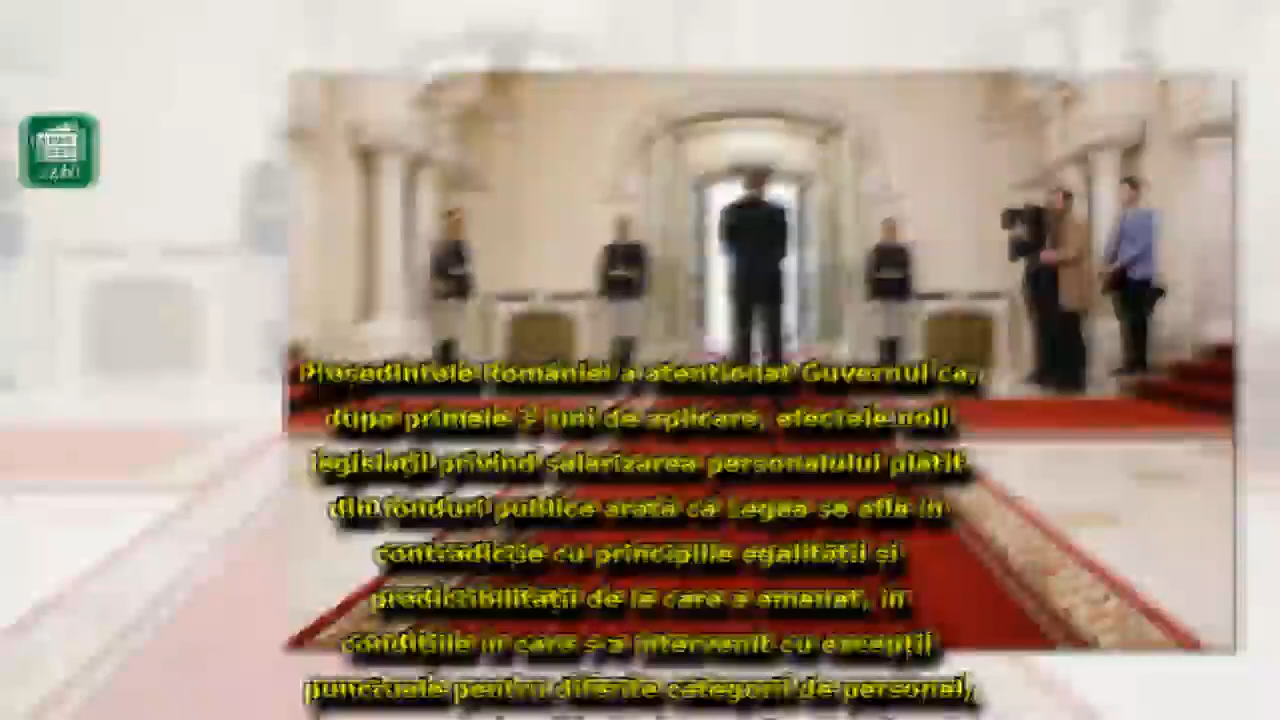 Președintele României a atenționat Guvernul că,
după primele 3 luni de aplicare, efectele noii
legislații privind salarizarea personalului plătit
din fonduri publice arată că Legea se află în
contradicție cu principiile egalității și
predictibilității de la care a emanat, în
condițiile în care s-a intervenit cu excepții
punctuale pentru diferite categorii de personal,